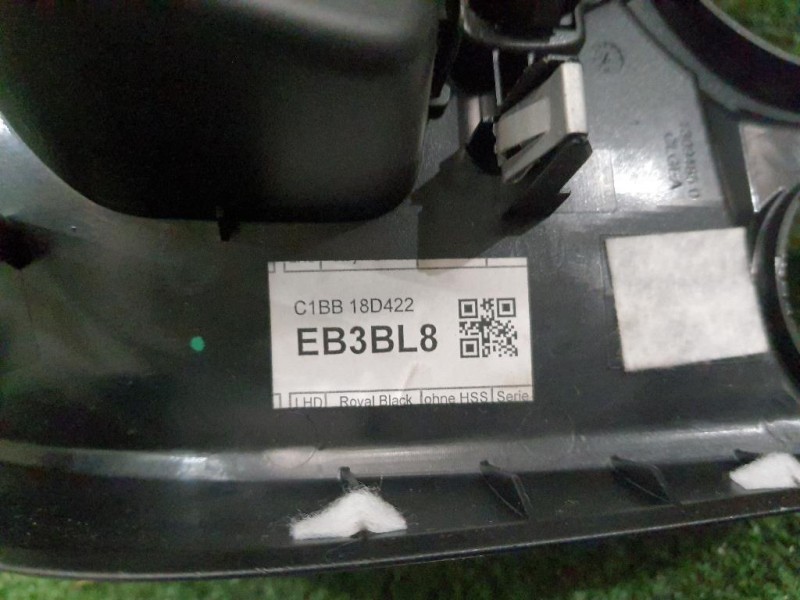 C1BB 18D422
EB3BL8
LHD Royal Black ohne HSS Serie